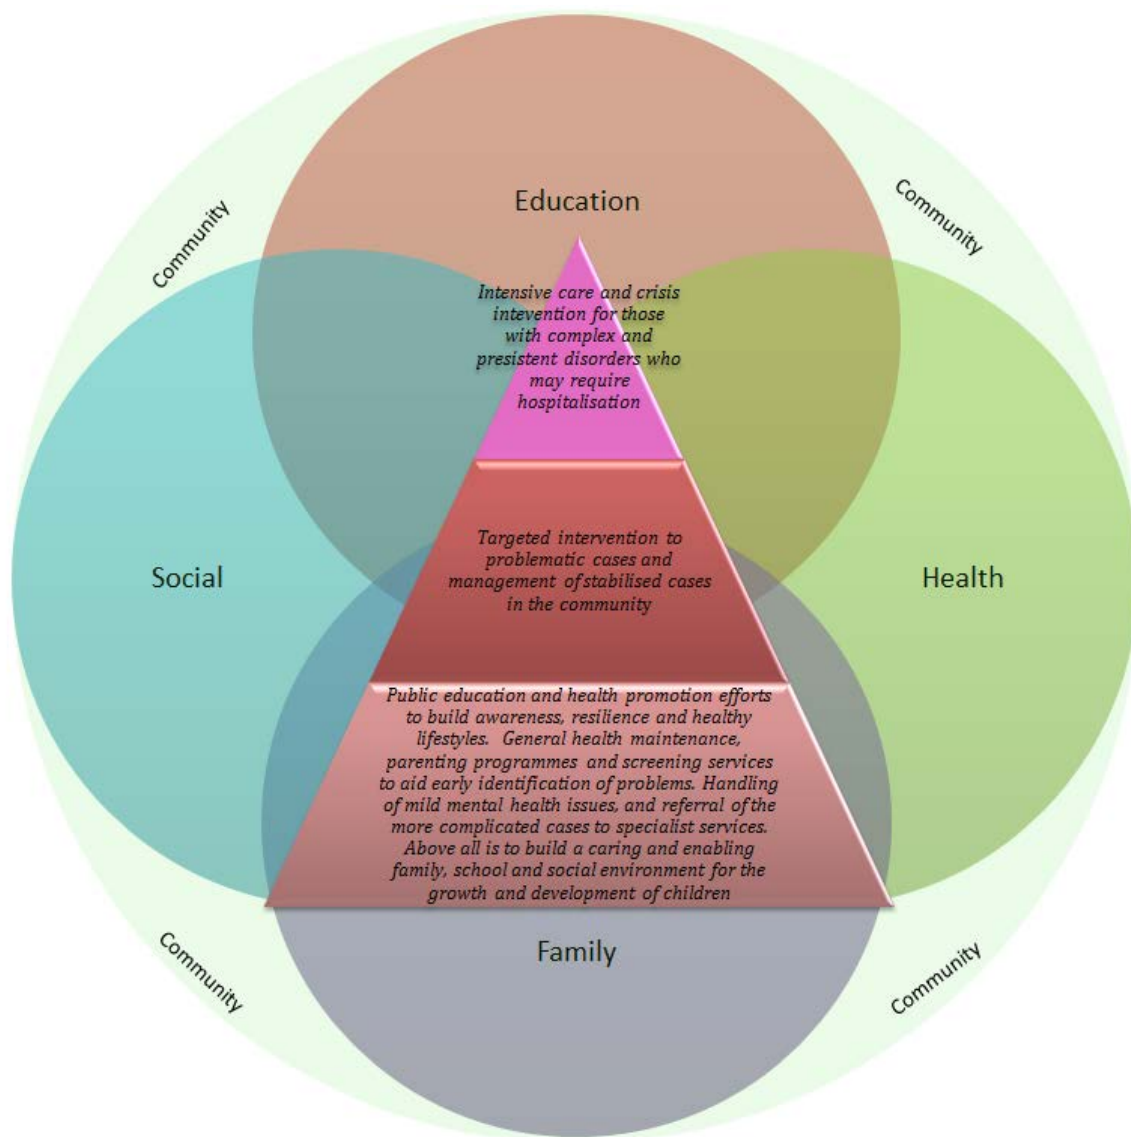 Education
Community
Community
Intensive care and crisis
intevention for those
with complex and
presistent disorders who
may require
hospitalisation
Social
Targeted intervention to
problematic cases and
management of stabilised cases
in the community
Health
Public education and health promotion efforts
to build awareness, resilience and healthy
lifestyles. General health maintenance,
parenting programmes and screening services
to aid early identification of problems. Handling
of mild mental health issues, and referral of the
more complicated cases to specialist services.
Above all is to build a caring and enabling
family, school and social environment for the
growth and development of children
Family
Community
Community